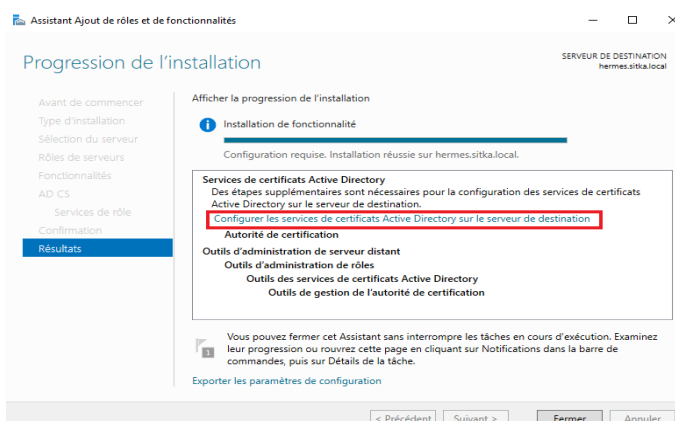 Assistant Ajout de rôles et de fonctionnalités
Progression de l'installation
SERVEUR DE DESTINATION
hermes.sitka.local
Avant de commencer
Type d'installation
Sélection du serveur
Rôles de serveurs
Fonctionnalités
AD CS
Services de rôle
Confirmation
Résultats
Afficher la progression de l'installation
Installation de fonctionnalité
Configuration requise. Installation réussie sur hermes.sitka.local.
Services de certificats Active Directory
Des étapes supplémentaires sont nécessaires pour la configuration des services de certificats
Active Directory sur le serveur de destination.
Configurer les services de certificats Active Directory sur le serveur de destination
Autorité de certification
Outils d'administration de serveur distant
Outils d'administration de rôles
Outils des services de certificats Active Directory
Outils de gestion de l'autorité de certification
1
Vous pouvez fermer cet Assistant sans interrompre les tâches en cours d'exécution. Examinez
leur progression ou rouvrez cette page en cliquant sur Notifications dans la barre de
commandes, puis sur Détails de la tâche.
Exporter les paramètres de configuration
< Précédent Suivant > Fermer Annuler